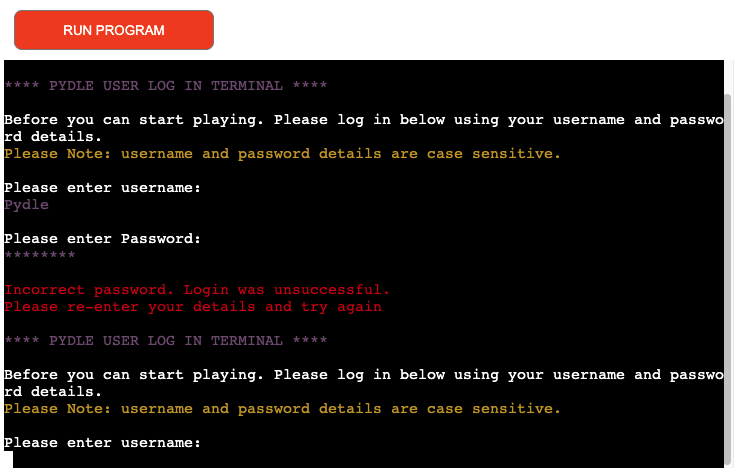 RUN PROGRAM
**** PYDLE USER LOG IN TERMINAL ****
Before you can start playing. Please log in below using your username and passwo
rd details.
Please Note: username and password details are case sensitive.
Please enter username:
Pydle
Please enter Password:
********
Incorrect password. Login was unsuccessful.
Please re-enter your details and try again
**** PYDLE USER LOG IN TERMINAL ****
Before you can start playing. Please log in below using your username and passwo
rd details.
Please Note: username and password details are case sensitive.
Please enter username: